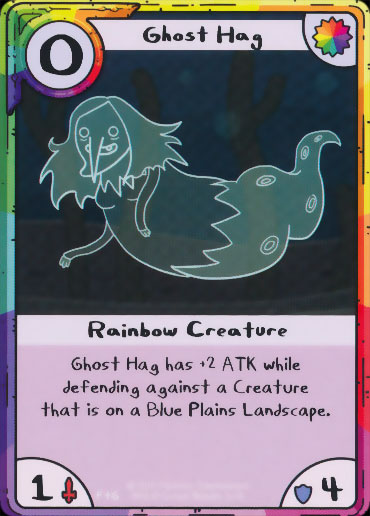 0
Ghost Hag
Rainbow Creature
Ghost Hag has +2 ATK while
defending against a Creature
that is on a Blue Plains Landscape.
1
4